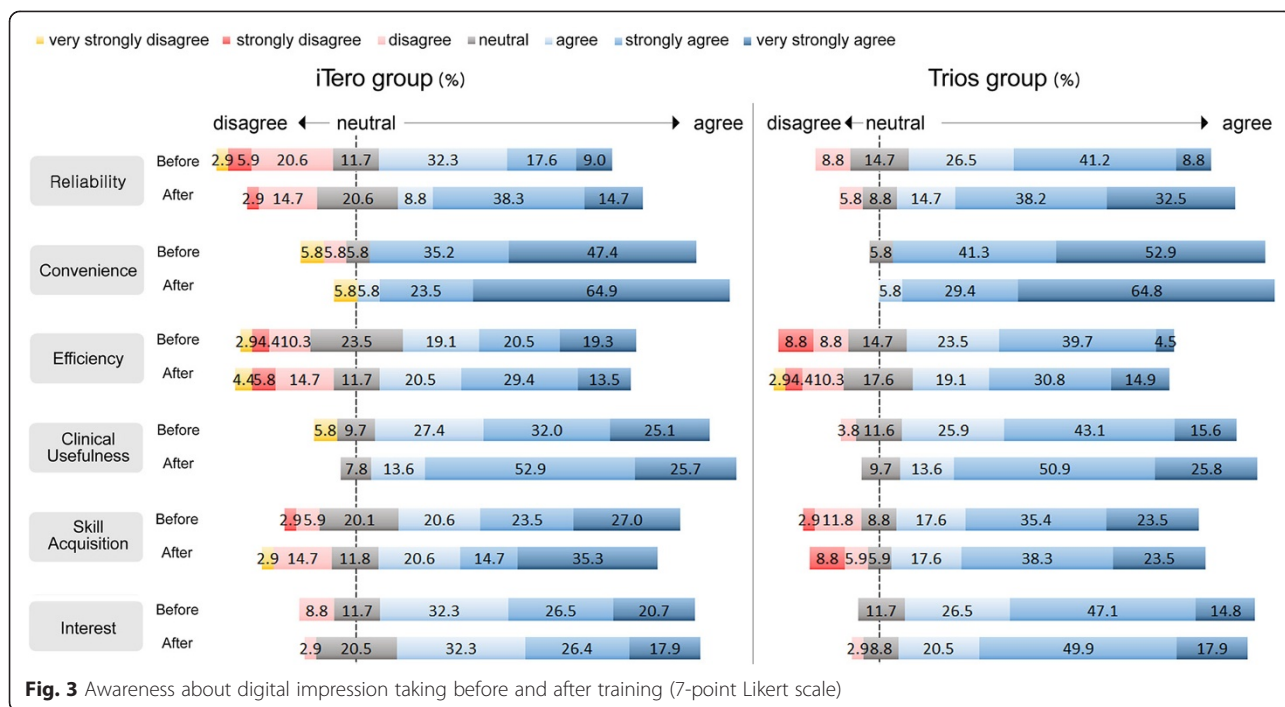 very strongly disagree strongly disagree disagree neutral agree strongly agree very strongly agree
iTero group (%) Trios group (%)
disagree neutral agree disagree neutral agree
Reliability
Before 2.9 5.9 20.6 11.7 32.3 17.6 9.0 8.8 14.7 26.5 41.2 8.8
After 2.9 14.7 20.6 8.8 38.3 14.7 5.8 8.8 14.7 38.2 32.5
Convenience
Before 5.8 5.8 5.8 35.2 47.4 5.8 41.3 52.9
After 5.8 5.8 23.5 64.9 5.8 29.4 64.8
Efficiency
Before 2.9 4.4 10.3 23.5 19.1 20.5 19.3 8.8 8.8 14.7 23.5 39.7 4.5
After 4.4 5.8 14.7 11.7 20.5 29.4 13.5 2.9 4.4 10.3 17.6 19.1 30.8 14.9
Clinical
Usefulness
Before 5.8 9.7 27.4 32.0 25.1 3.8 11.6 25.9 43.1 15.6
After 7.8 13.6 52.9 25.7 9.7 13.6 50.9 25.8
Skill
Acquisition
Before 2.9 5.9 20.1 20.6 23.5 27.0 2.9 11.8 8.8 17.6 35.4 23.5
After 2.9 14.7 11.8 20.6 14.7 35.3 8.8 5.9 5.9 17.6 38.3 23.5
Interest
Before 8.8 11.7 32.3 26.5 20.7 11.7 26.5 47.1 14.8
After 2.9 20.5 32.3 26.4 17.9 2.9 8.8 20.5 49.9 17.9
Fig. 3 Awareness about digital impression taking before and after training (7-point Likert scale)